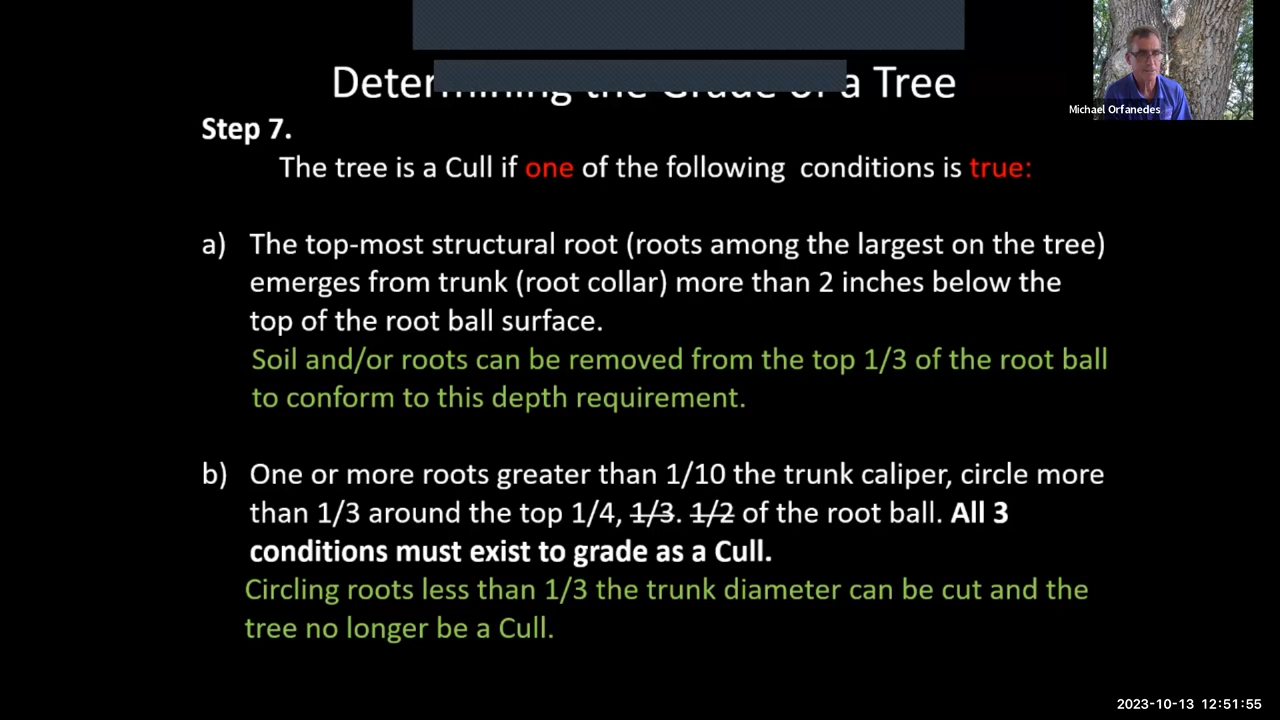 Determining the Grade of a Tree
Michael Orfanedes
Step 7.
The tree is a Cull if one of the following conditions is true:
a) The top-most structural root (roots among the largest on the tree)
emerges from trunk (root collar) more than 2 inches below the
top of the root ball surface.
Soil and/or roots can be removed from the top 1/3 of the root ball
to conform to this depth requirement.
b) One or more roots greater than 1/10 the trunk caliper, circle more
than 1/3 around the top 1/4, 1/3. 1/2 of the root ball. All 3
conditions must exist to grade as a Cull.
Circling roots less than 1/3 the trunk diameter can be cut and the
tree no longer be a Cull.
2023-10-13 12:51:55